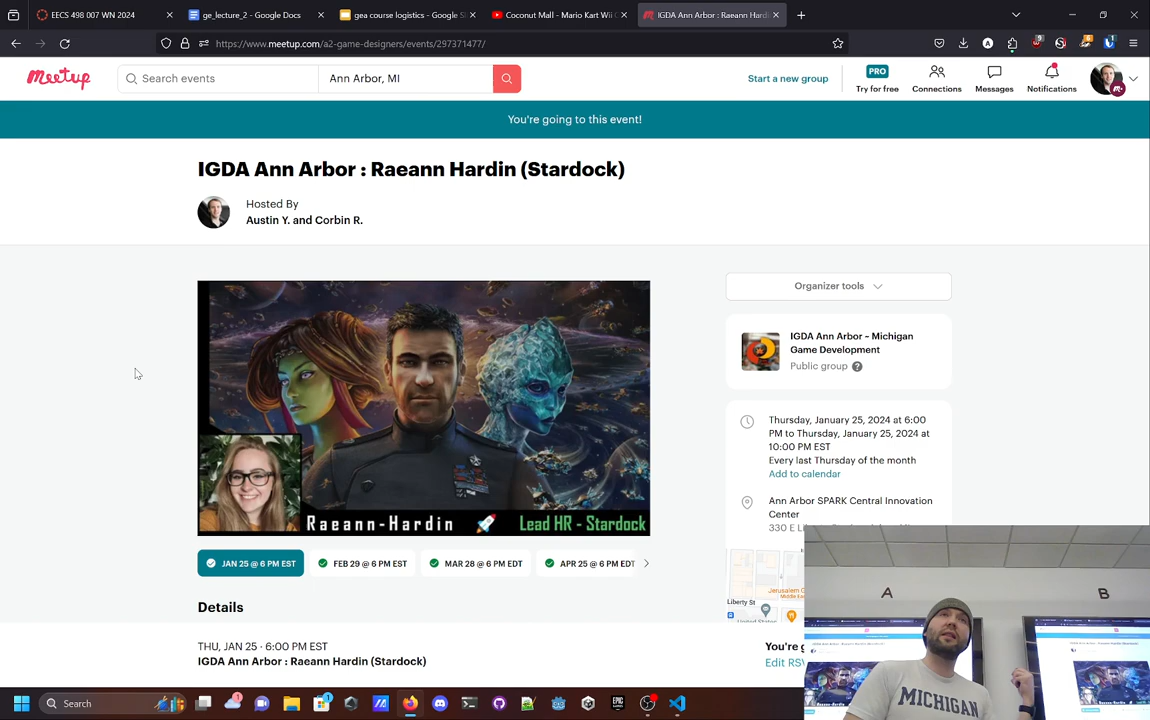 EECS 498 007 WN 2024
ge_lecture_2 - Google Docs
gea course logistics - Google Sl
Coconut Mall - Mario Kart Wii O
IGDA Ann Arbor : Raeann Hardi
https://www.meetup.com/a2-game-designers/events/297371477/
Meetup
Search events
Ann Arbor, MI
Start a new group
PRO
Try for free
Connections
Messages
Notifications
You're going to this event!
IGDA Ann Arbor : Raeann Hardin (Stardock)
Hosted By
Austin Y. and Corbin R.
Organizer tools
IGDA Ann Arbor - Michigan
Game Development
Public group
Thursday, January 25, 2024 at 6:00
PM to Thursday, January 25, 2024 at
10:00 PM EST
Every last Thursday of the month
Add to calendar
Ann Arbor SPARK Central Innovation
Center
330 E Li
Raeann-Hardin
Lead HR - Stardock
JAN 25 @ 6 PM EST
FEB 29 @ 6 PM EST
MAR 28 @ 6 PM EDT
APR 25 @ 6 PM EDT
Liberty St
Jerusalem G
Details
THU, JAN 25 · 6:00 PM EST
IGDA Ann Arbor : Raeann Hardin (Stardock)
You're g
Edit RSV
A
B
MICHIGAN
Search